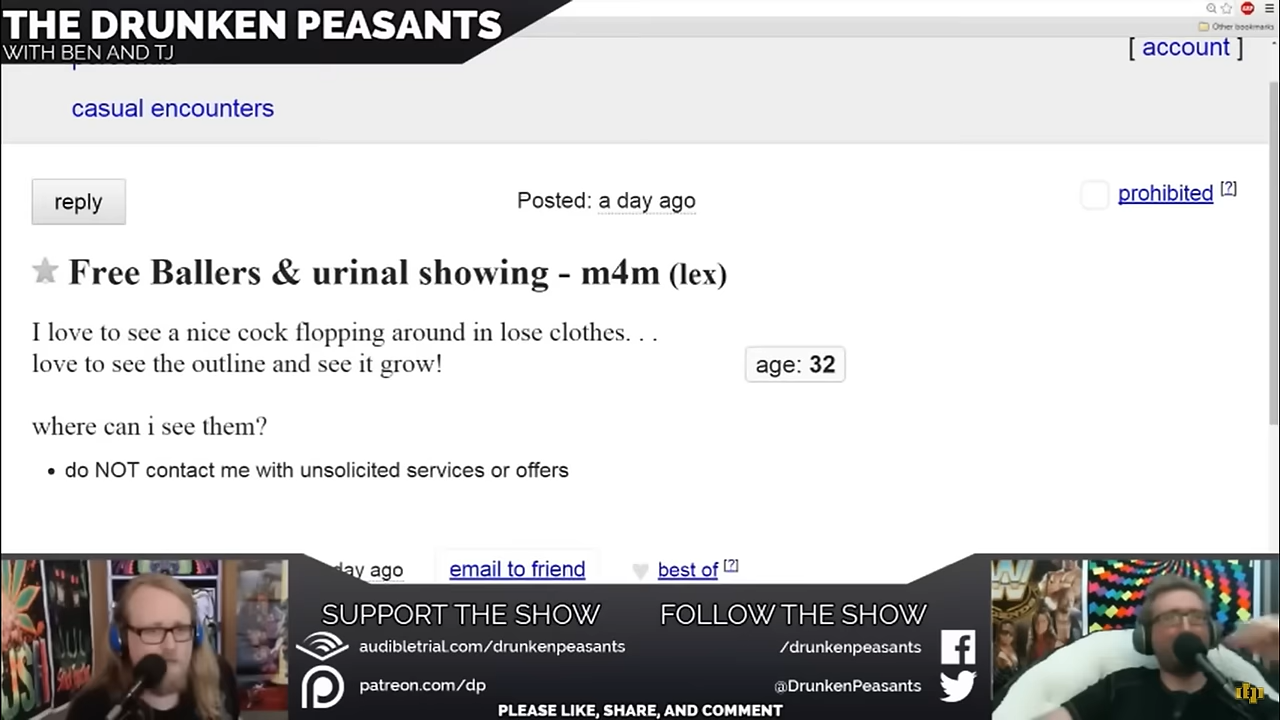 THE DRUNKEN PEASANTS
WITH BEN AND TJ
Other bookmarks
[ account ]
casual encounters
reply
Posted: a day ago
prohibited [?]
Free Ballers & urinal showing - m4m (lex)
I love to see a nice cock flopping around in lose clothes. . .
love to see the outline and see it grow!
age: 32
where can i see them?
• do NOT contact me with unsolicited services or offers
day ago
email to friend
best of [?]
SUPPORT THE SHOW
audibletrial.com/drunkenpeasants
patreon.com/dp
FOLLOW THE SHOW
/drunkenpeasants
@DrunkenPeasants
PLEASE LIKE, SHARE, AND COMMENT
dp